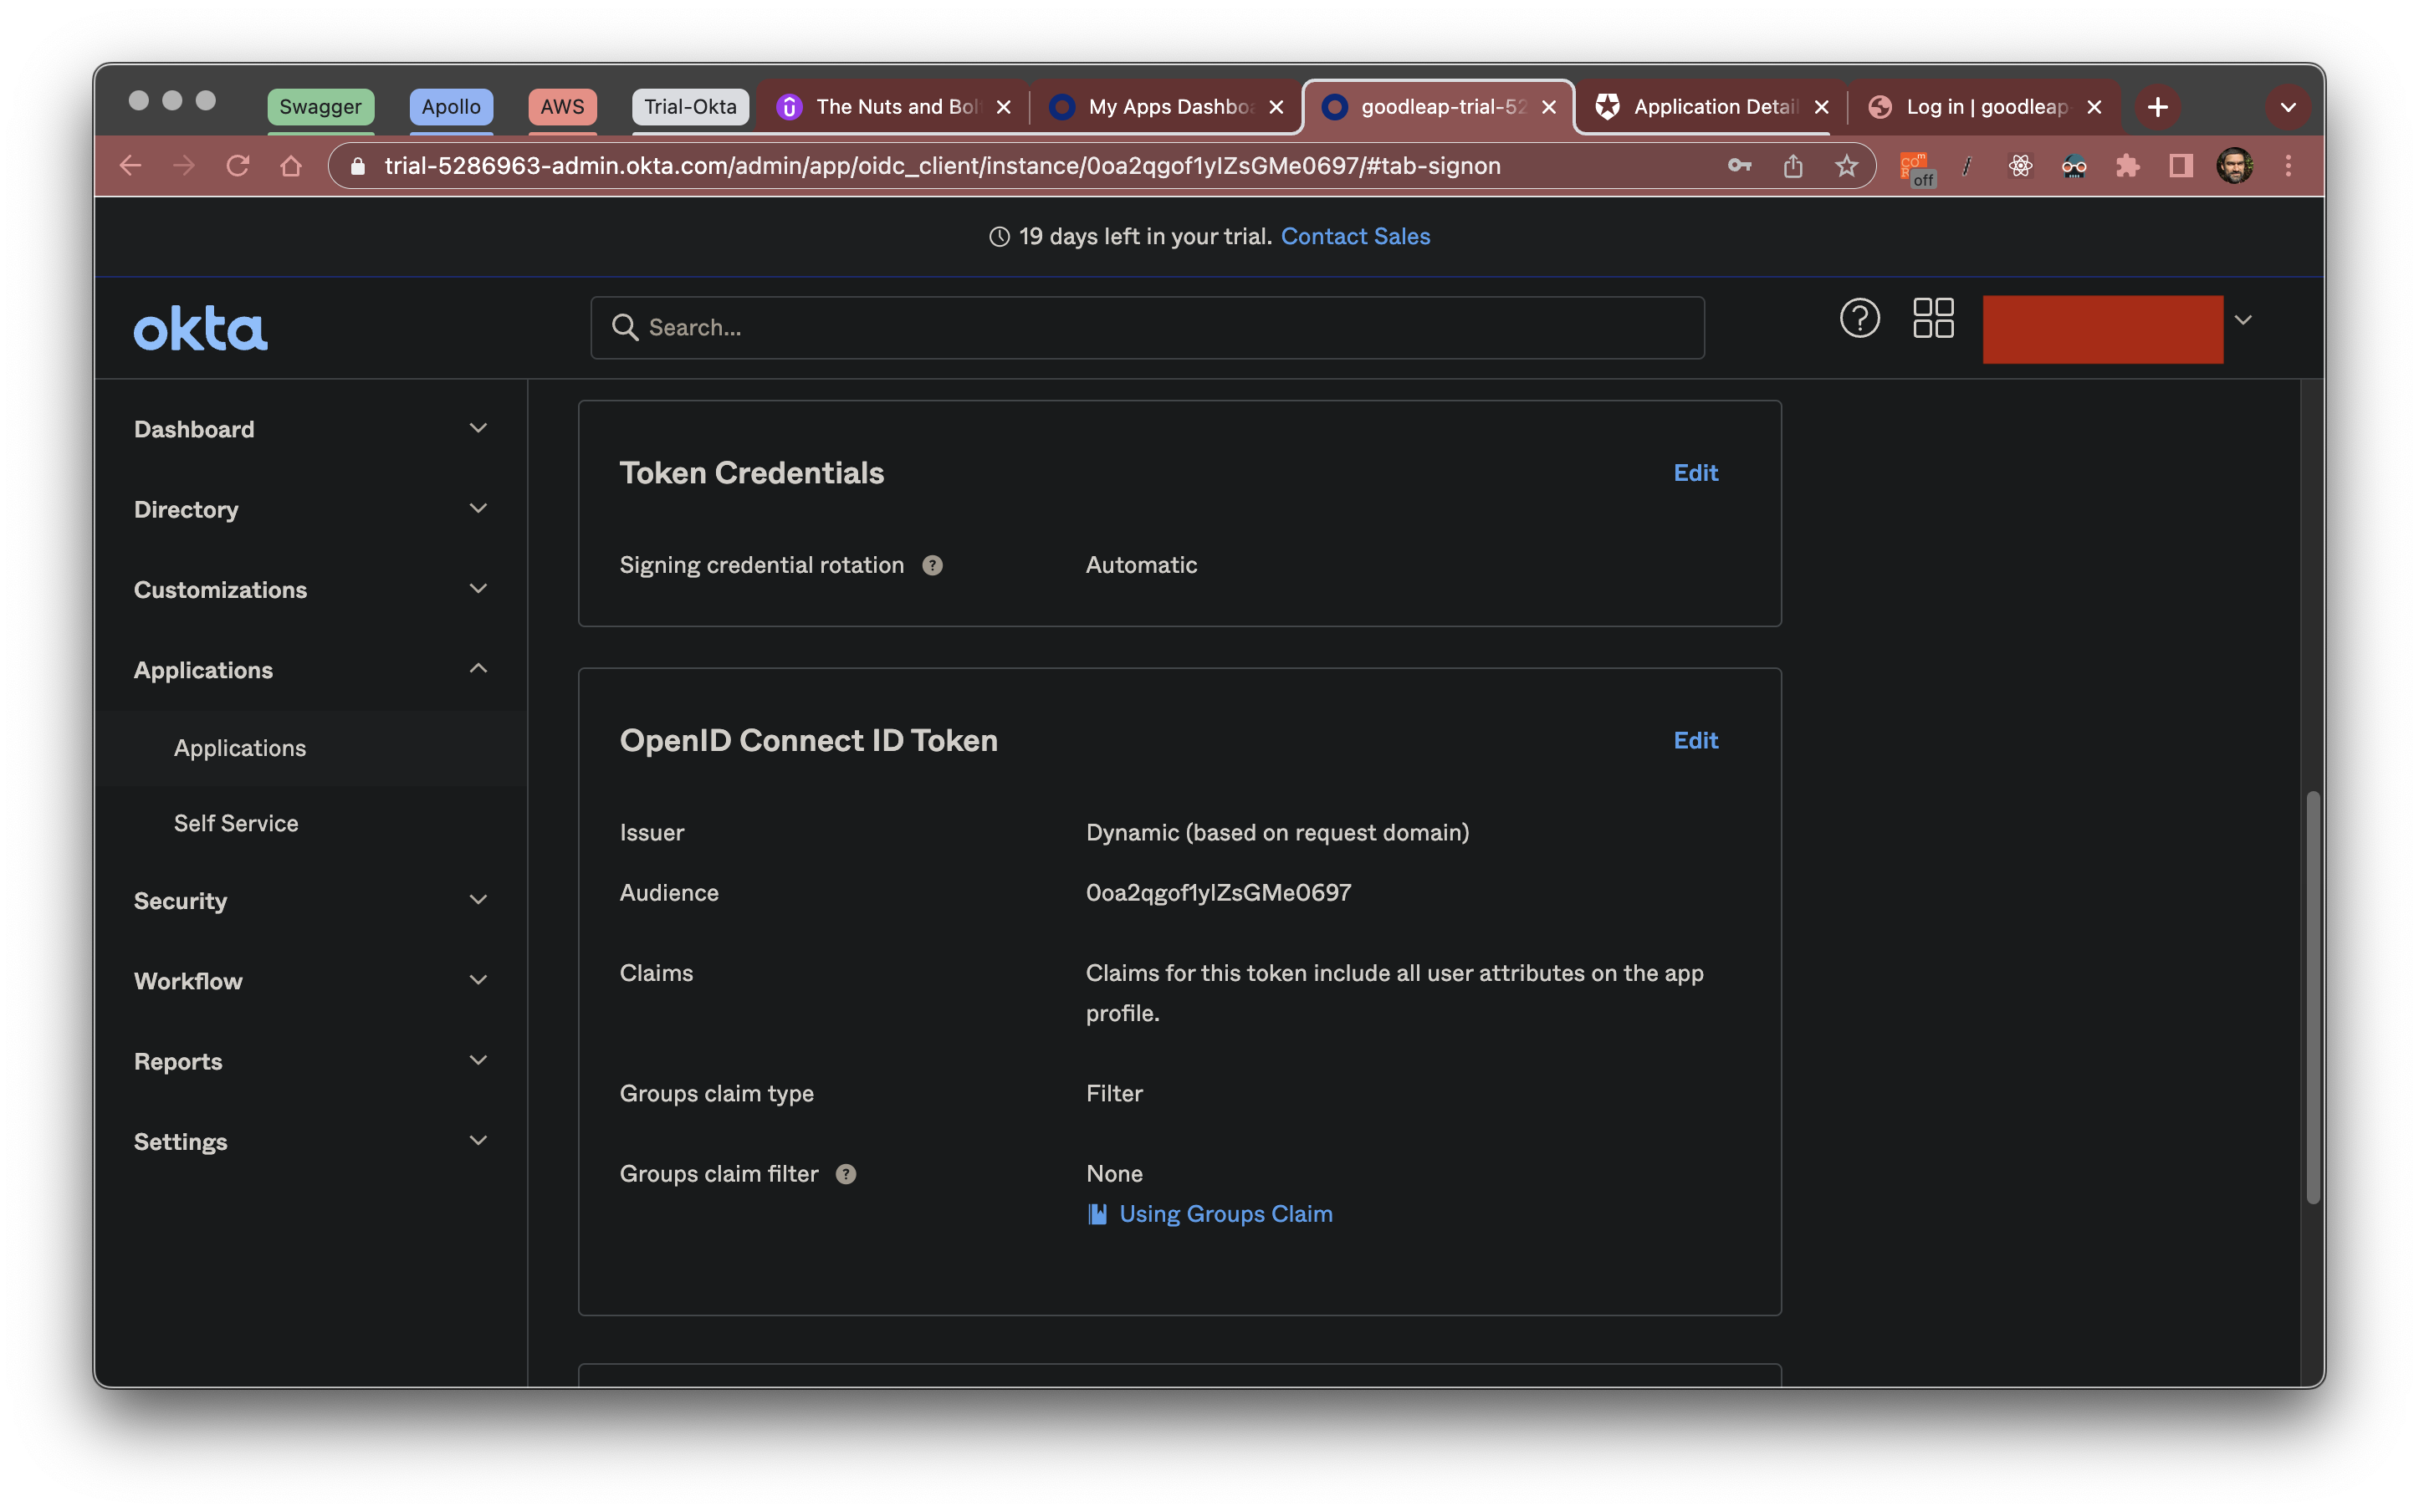 Swagger
Apollo
AWS
Trial-Okta
The Nuts and Bol
My Apps Dashboa
goodleap-trial-52
Application Detail
Log in | goodleap-
trial-5286963-admin.okta.com/admin/app/oidc_client/instance/0oa2qgof1yIZsGMe0697/#tab-signon
off
19 days left in your trial. Contact Sales
okta
Search...
Dashboard
Directory
Customizations
Applications
Applications
Self Service
Security
Workflow
Reports
Settings
Token Credentials
Edit
Signing credential rotation ?
Automatic
OpenID Connect ID Token
Edit
Issuer
Dynamic (based on request domain)
Audience
0oa2qgof1yIZsGMe0697
Claims
Claims for this token include all user attributes on the app
profile.
Groups claim type
Filter
Groups claim filter ?
None
Using Groups Claim